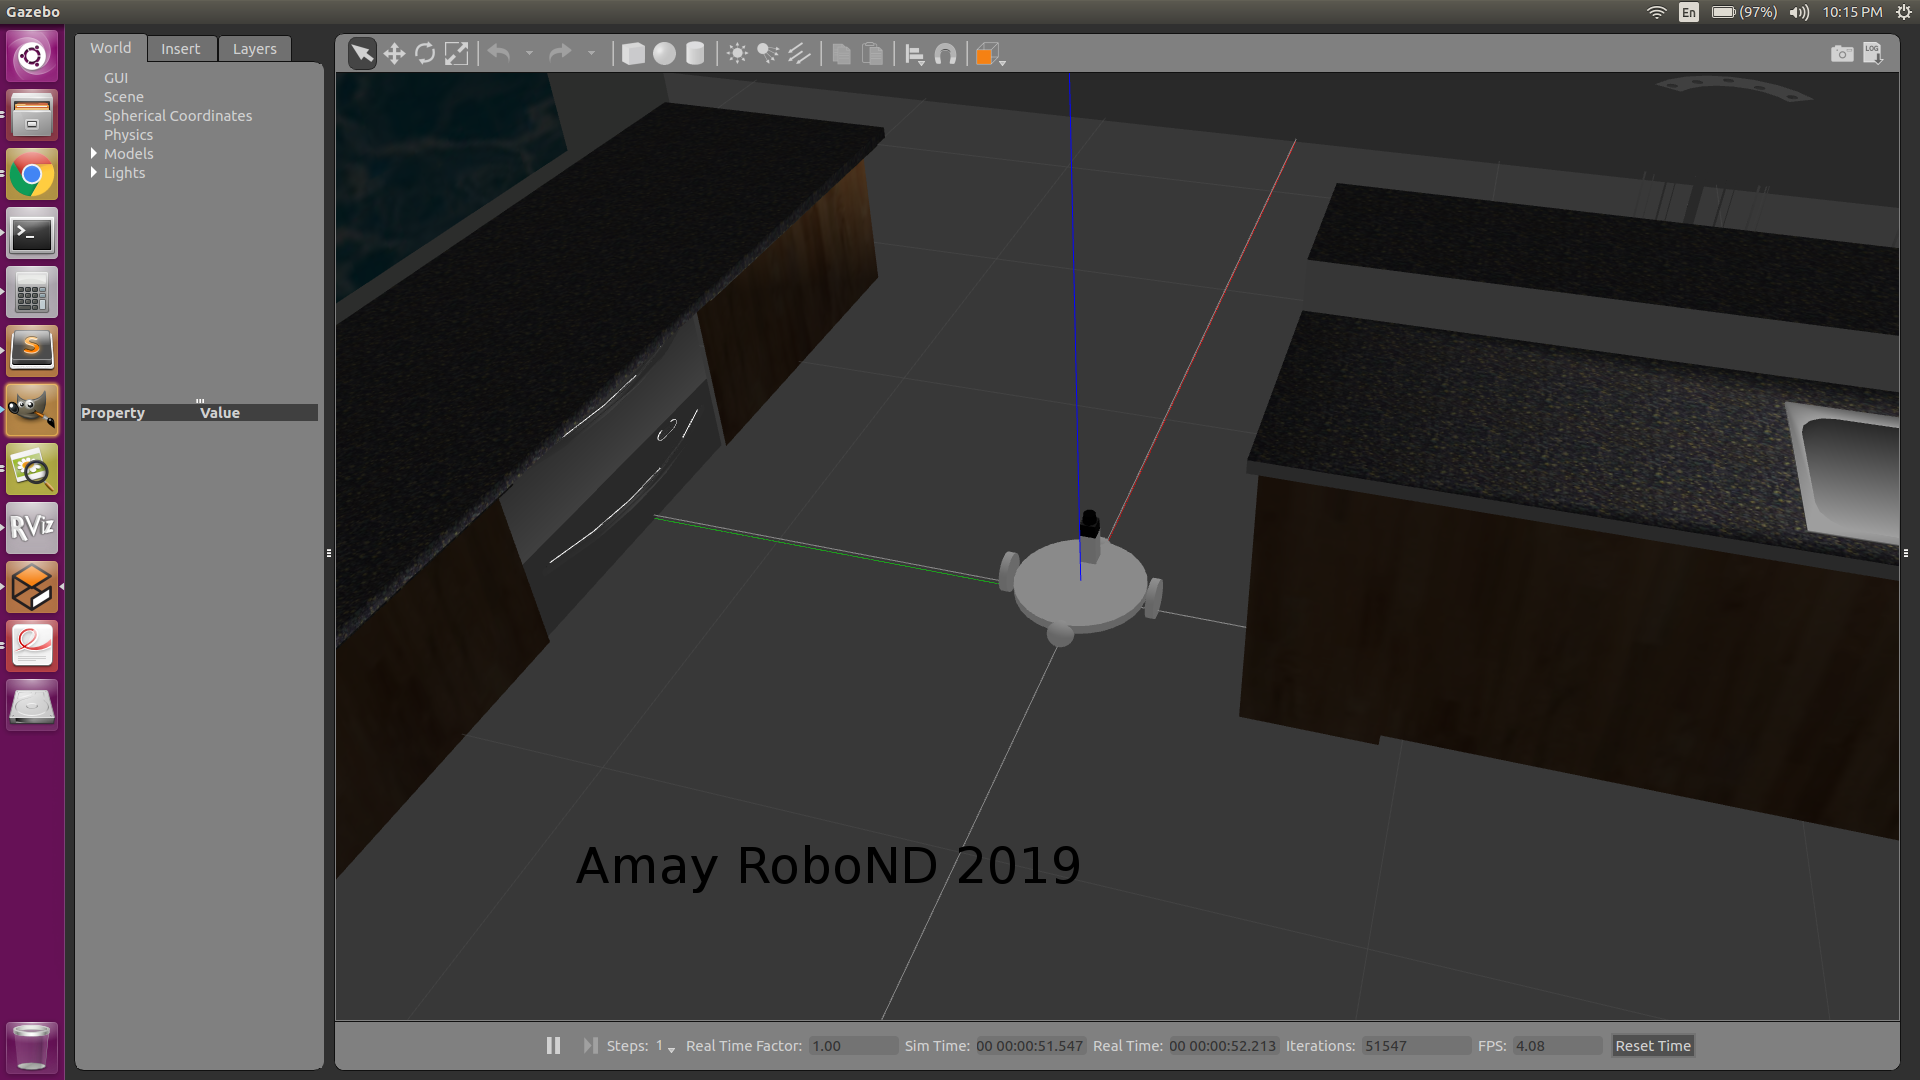 Gazebo
En (97%) 10:15 PM
World Insert Layers
GUI
Scene
Spherical Coordinates
Physics
Models
Lights
Property Value
LOG
S
RViz
Amay RoboND 2019
Steps: 1 Real Time Factor: 1.00 Sim Time: 00 00:00:51.547 Real Time: 00 00:00:52.213 Iterations: 51547 FPS: 4.08 Reset Time